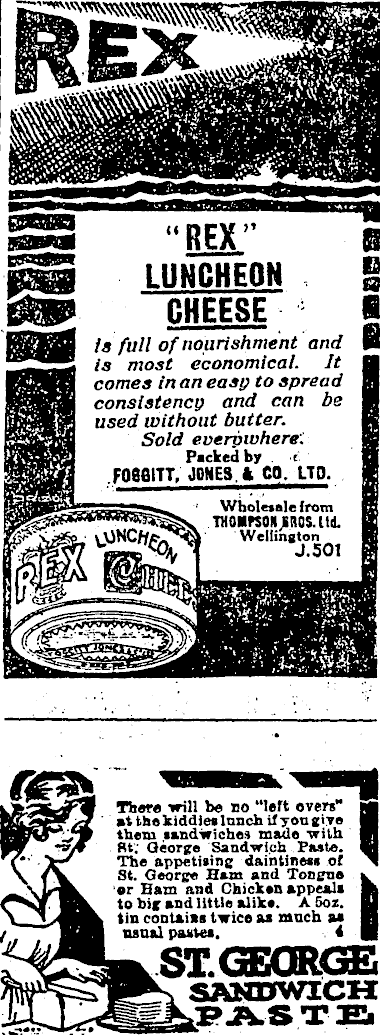 REX
"REX"
LUNCHEON
CHEESE
is full of nourishment and
is most economical. It
comes in an easy to spread
consistency and can be
used without butter.
Sold everywhere.
Packed by
FOGGITT, JONES & CO. LTD.
Wholesale from
THOMPSON BROS. Ltd.
Wellington
J.501
LUNCHEON
REX CHEE
FOGGITT JONES & CO
There will be no "left overs"
at the kiddies lunch if you give
them sandwiches made with
St. George Sandwich Paste.
The appetising daintiness of
St. George Ham and Tongue
or Ham and Chicken appeals
to big and little alike. A 5oz.
tin contains twice as much as
usual pastes. 4
ST. GEORGE
SANDWICH
PASTE